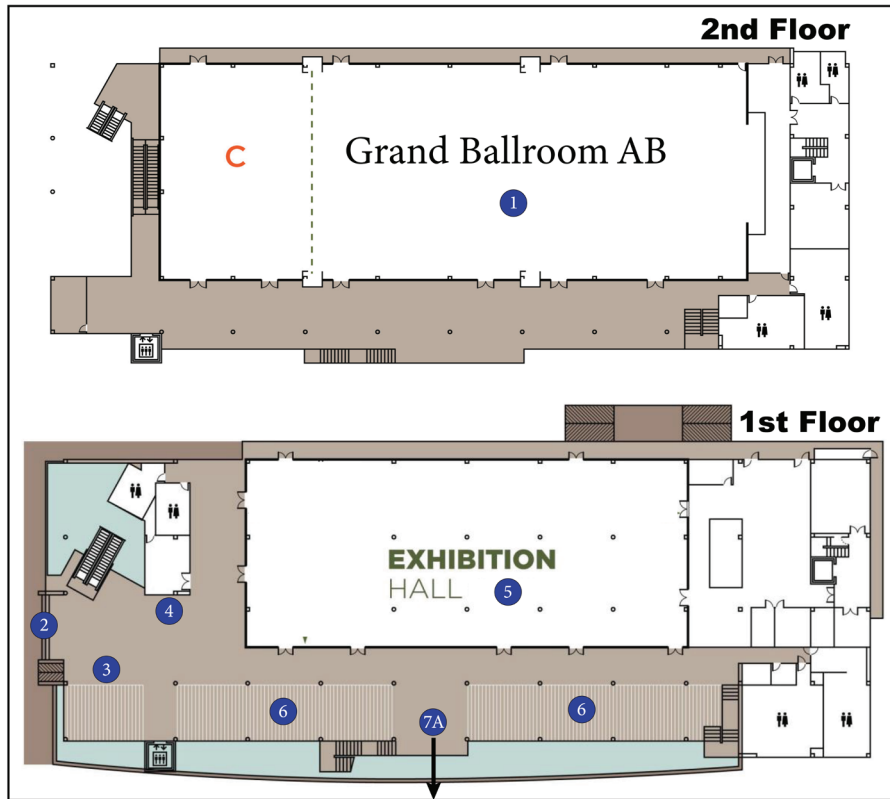 2nd Floor
C
Grand Ballroom AB
1
1st Floor
EXHIBITION
HALL
5
4
2
3
6
7A
6